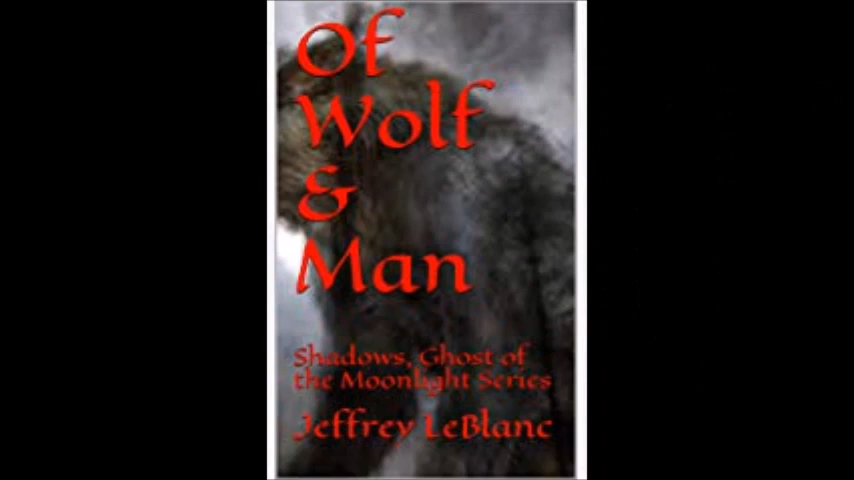 Of
Wolf
&
Man
Shadows, Ghost of
the Moonlight Series
Jeffrey LeBlanc